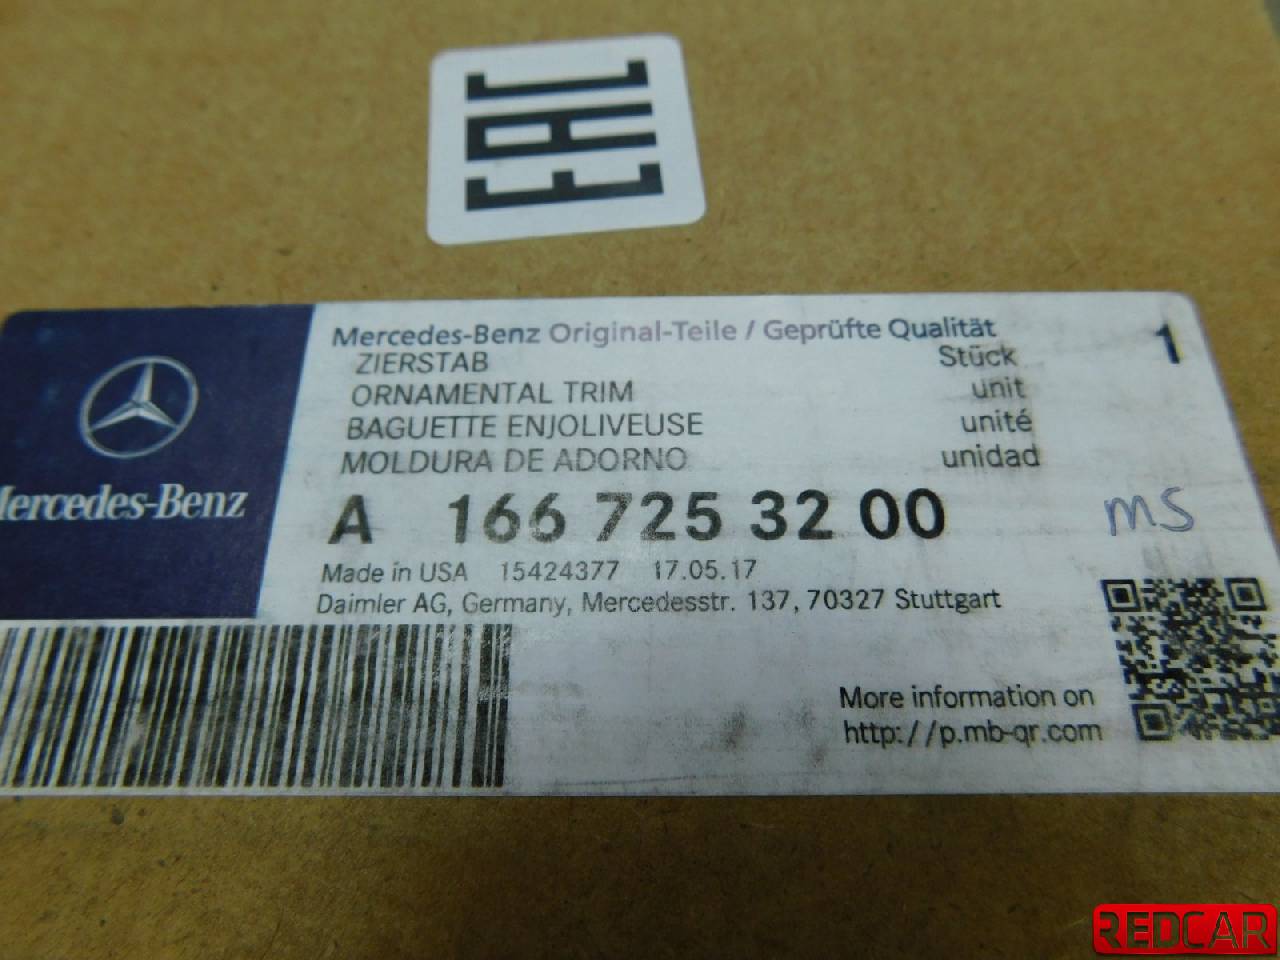 EAC
Mercedes-Benz Original-Teile / Geprüfte Qualität
ZIERSTAB Stück 1
ORNAMENTAL TRIM unit
BAGUETTE ENJOLIVEUSE unité
MOLDURA DE ADORNO unidad
Mercedes-Benz
A 166 725 32 00
MS
Made in USA 15424377 17.05.17
Daimler AG, Germany, Mercedesstr. 137, 70327 Stuttgart
More information on
http://p.mb-qr.com
REDCAR